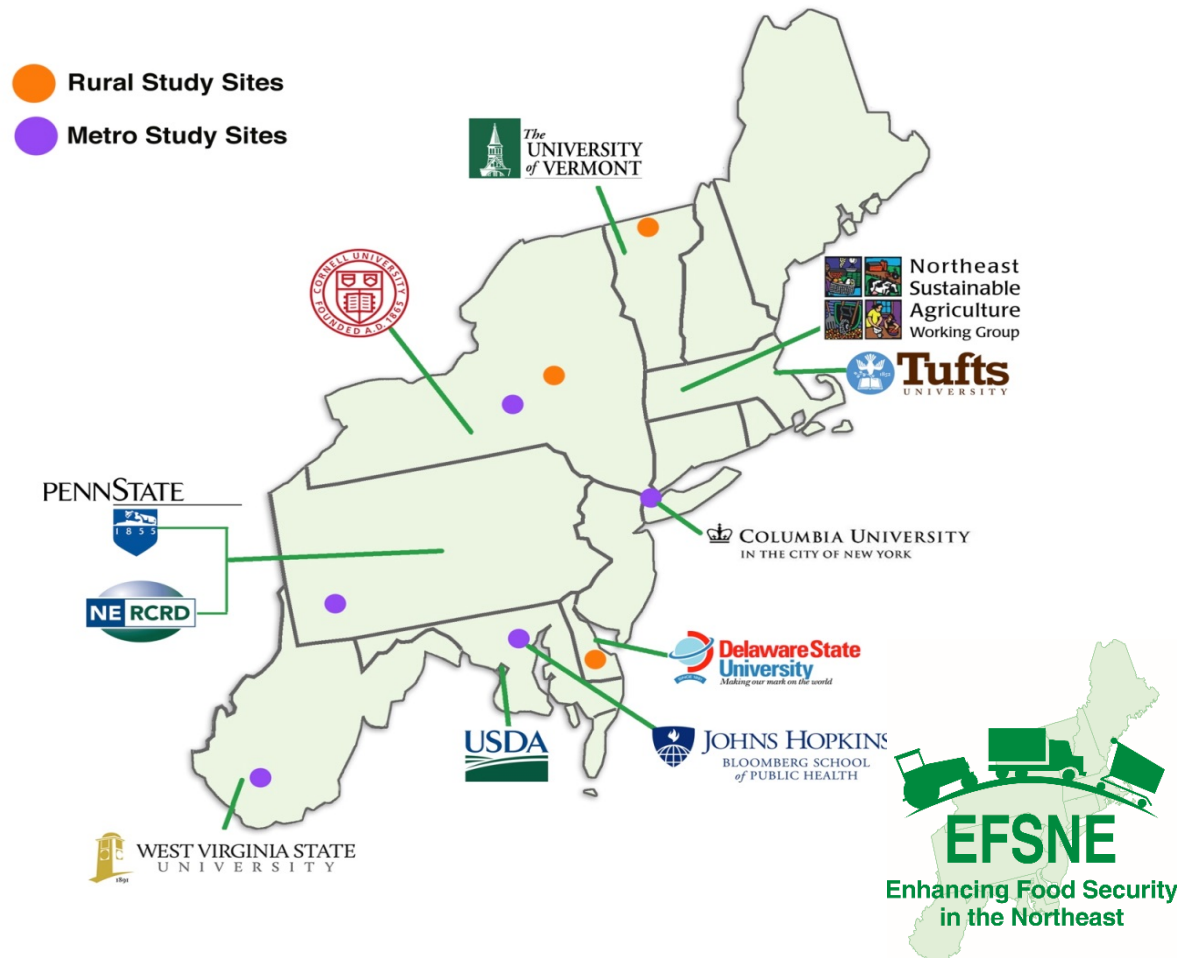 Rural Study Sites
Metro Study Sites
The
UNIVERSITY
of VERMONT
CORNELL UNIVERSITY
FOUNDED A.D. 1865
Northeast
Sustainable
Agriculture
Working Group
Tufts
UNIVERSITY
PENNSTATE
1855
NERCRD
COLUMBIA UNIVERSITY
IN THE CITY OF NEW YORK
Delaware State
University
Making our mark on the world
USDA
JOHNS HOPKINS
BLOOMBERG SCHOOL
of PUBLIC HEALTH
WEST VIRGINIA STATE
UNIVERSITY
1891
EFSNE
Enhancing Food Security
in the Northeast